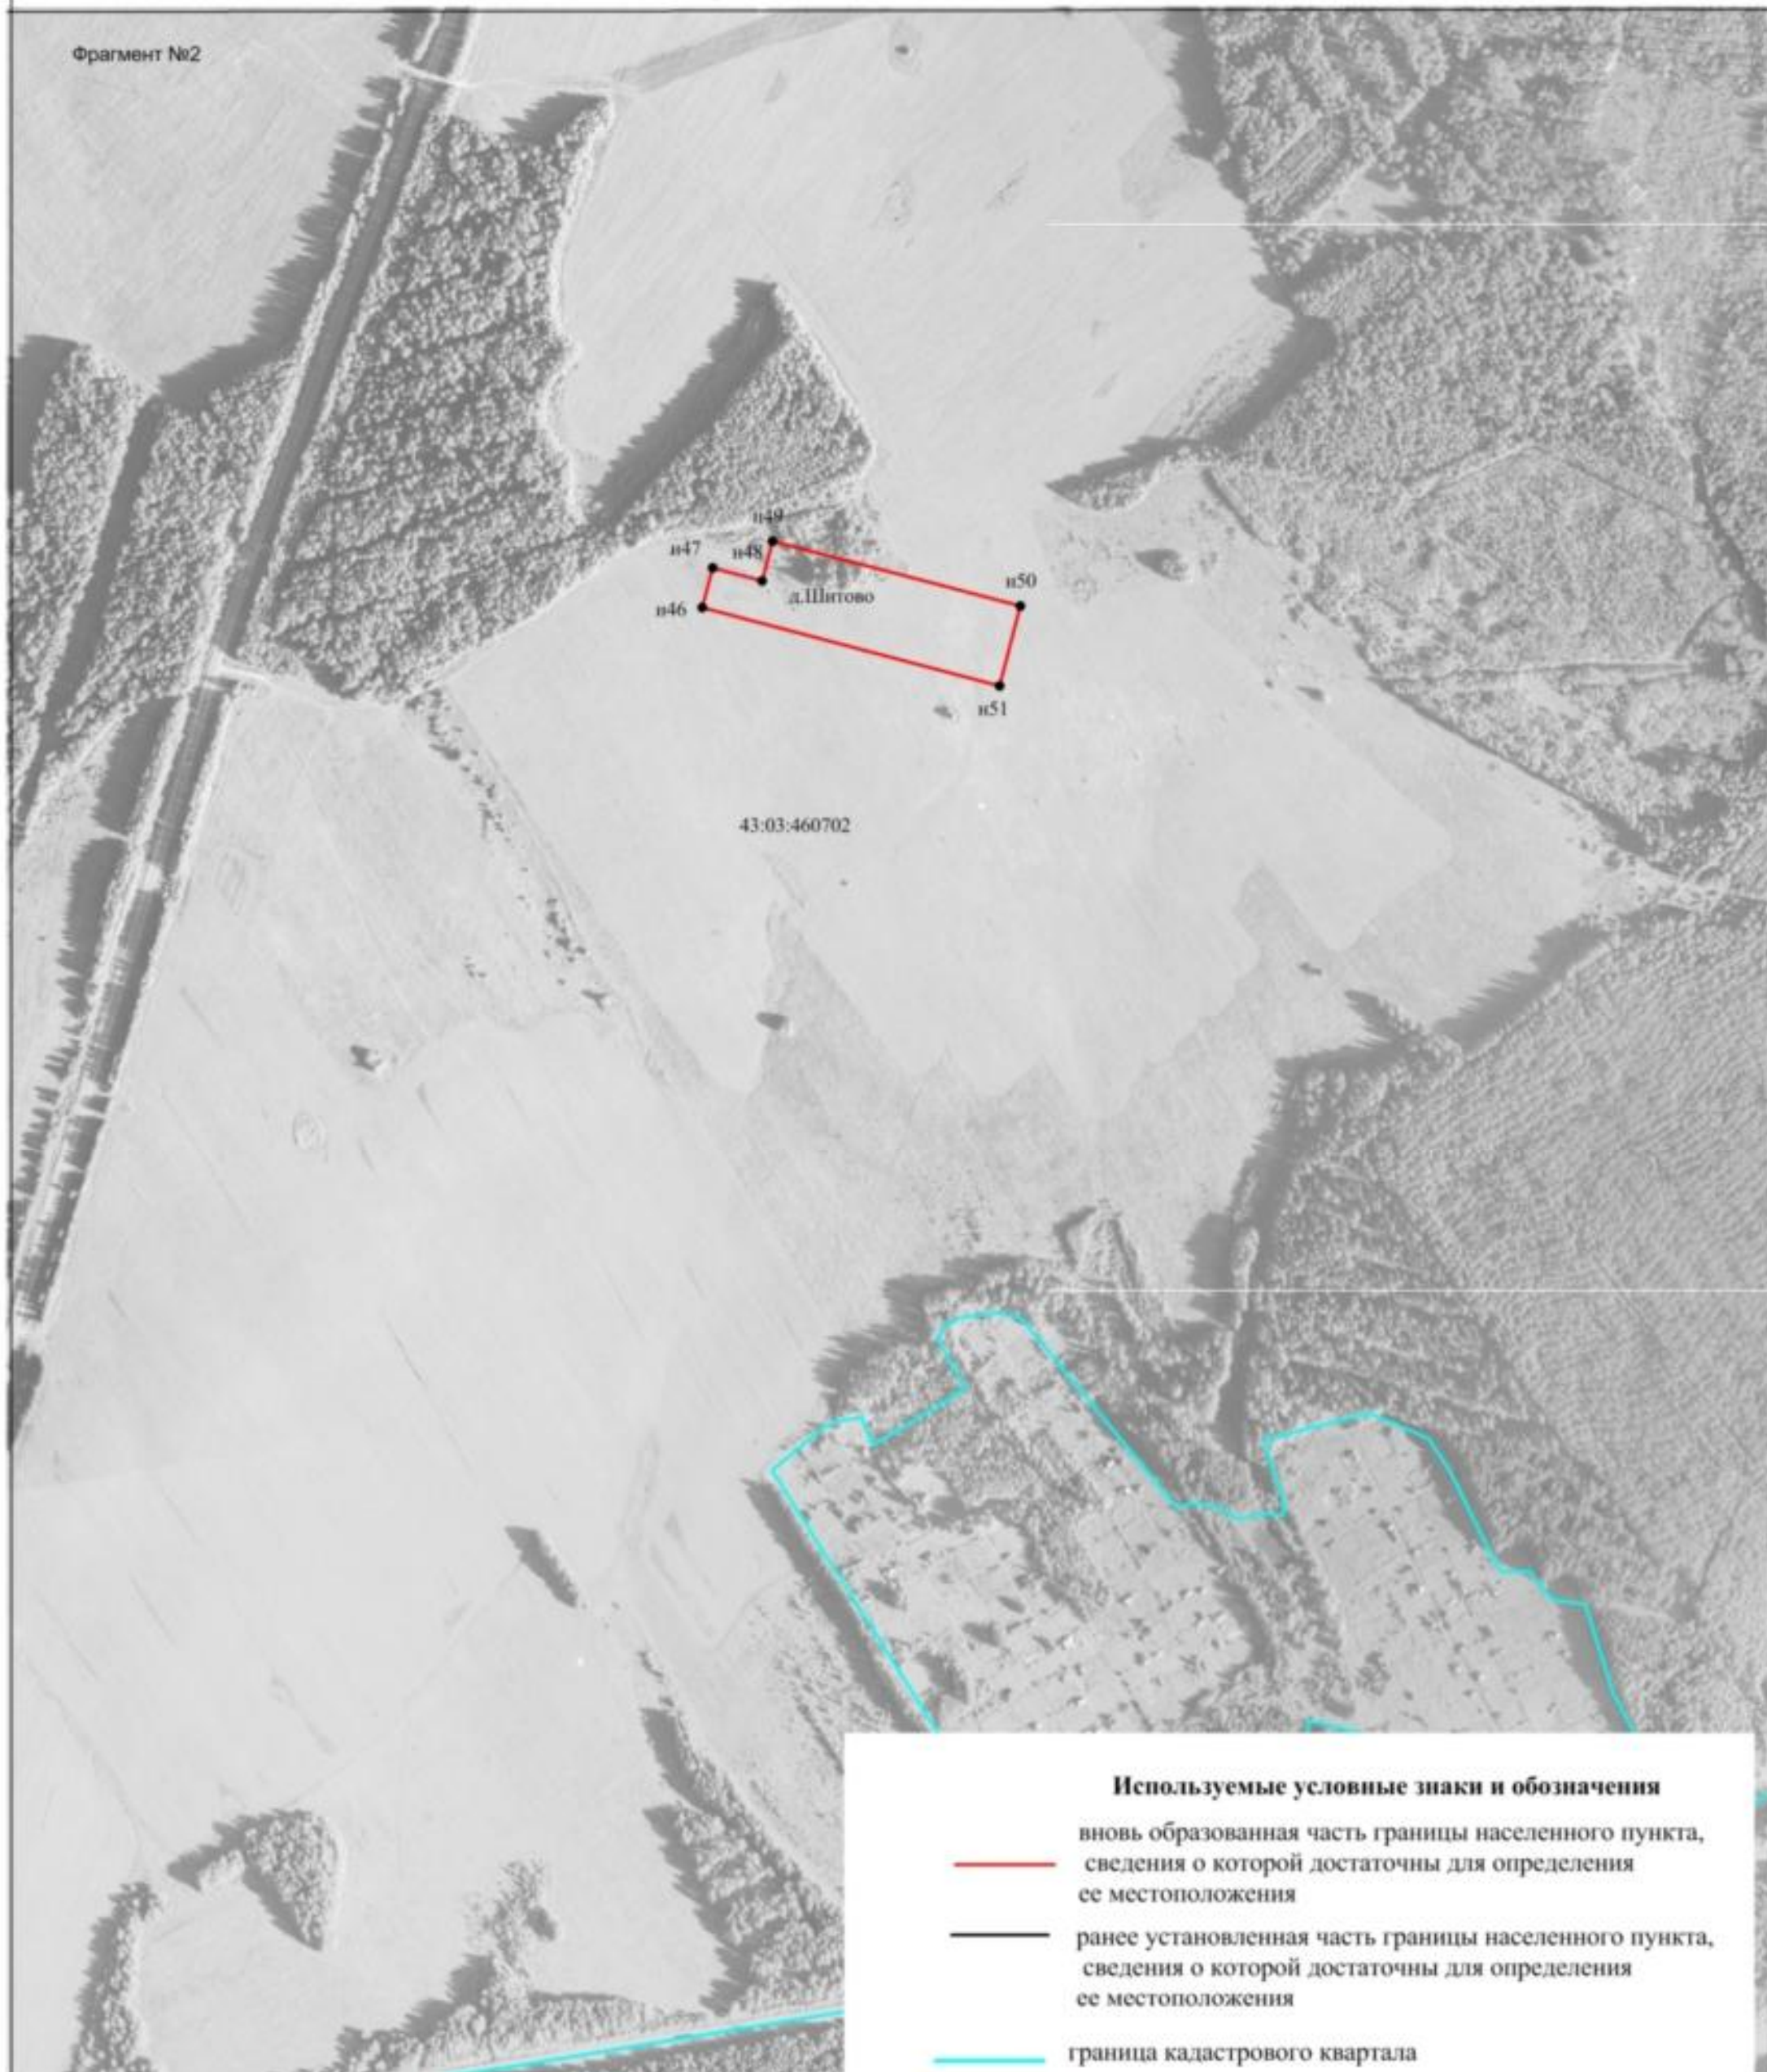 Фрагмент №2
н49
н47
н48
н50
д.Шитово
н46
н51
43:03:460702
Используемые условные знаки и обозначения
вновь образованная часть границы населенного пункта,
сведения о которой достаточны для определения
ее местоположения
ранее установленная часть границы населенного пункта,
сведения о которой достаточны для определения
ее местоположения
граница кадастрового квартала